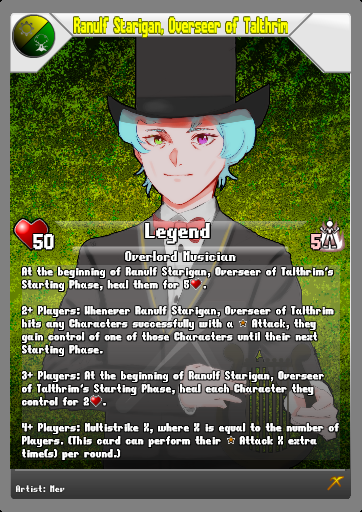 Ranulf Starigan, Overseer of Talthrim
50
Legend
5
Overlord Musician
At the beginning of Ranulf Starigan, Overseer of Talthrim's
Starting Phase, heal them for 5.
2+ Players: Whenever Ranulf Starigan, Overseer of Talthrim
hits any Characters successfully with a Attack, they
gain control of one of those Characters until their next
Starting Phase.
3+ Players: At the beginning of Ranulf Starigan, Overseer
of Talthrim's Starting Phase, heal each Character they
control for 2.
4+ Players: Multistrike X, where X is equal to the number of
Players. (This card can perform their Attack X extra
time(s) per round.)
Artist: Mev